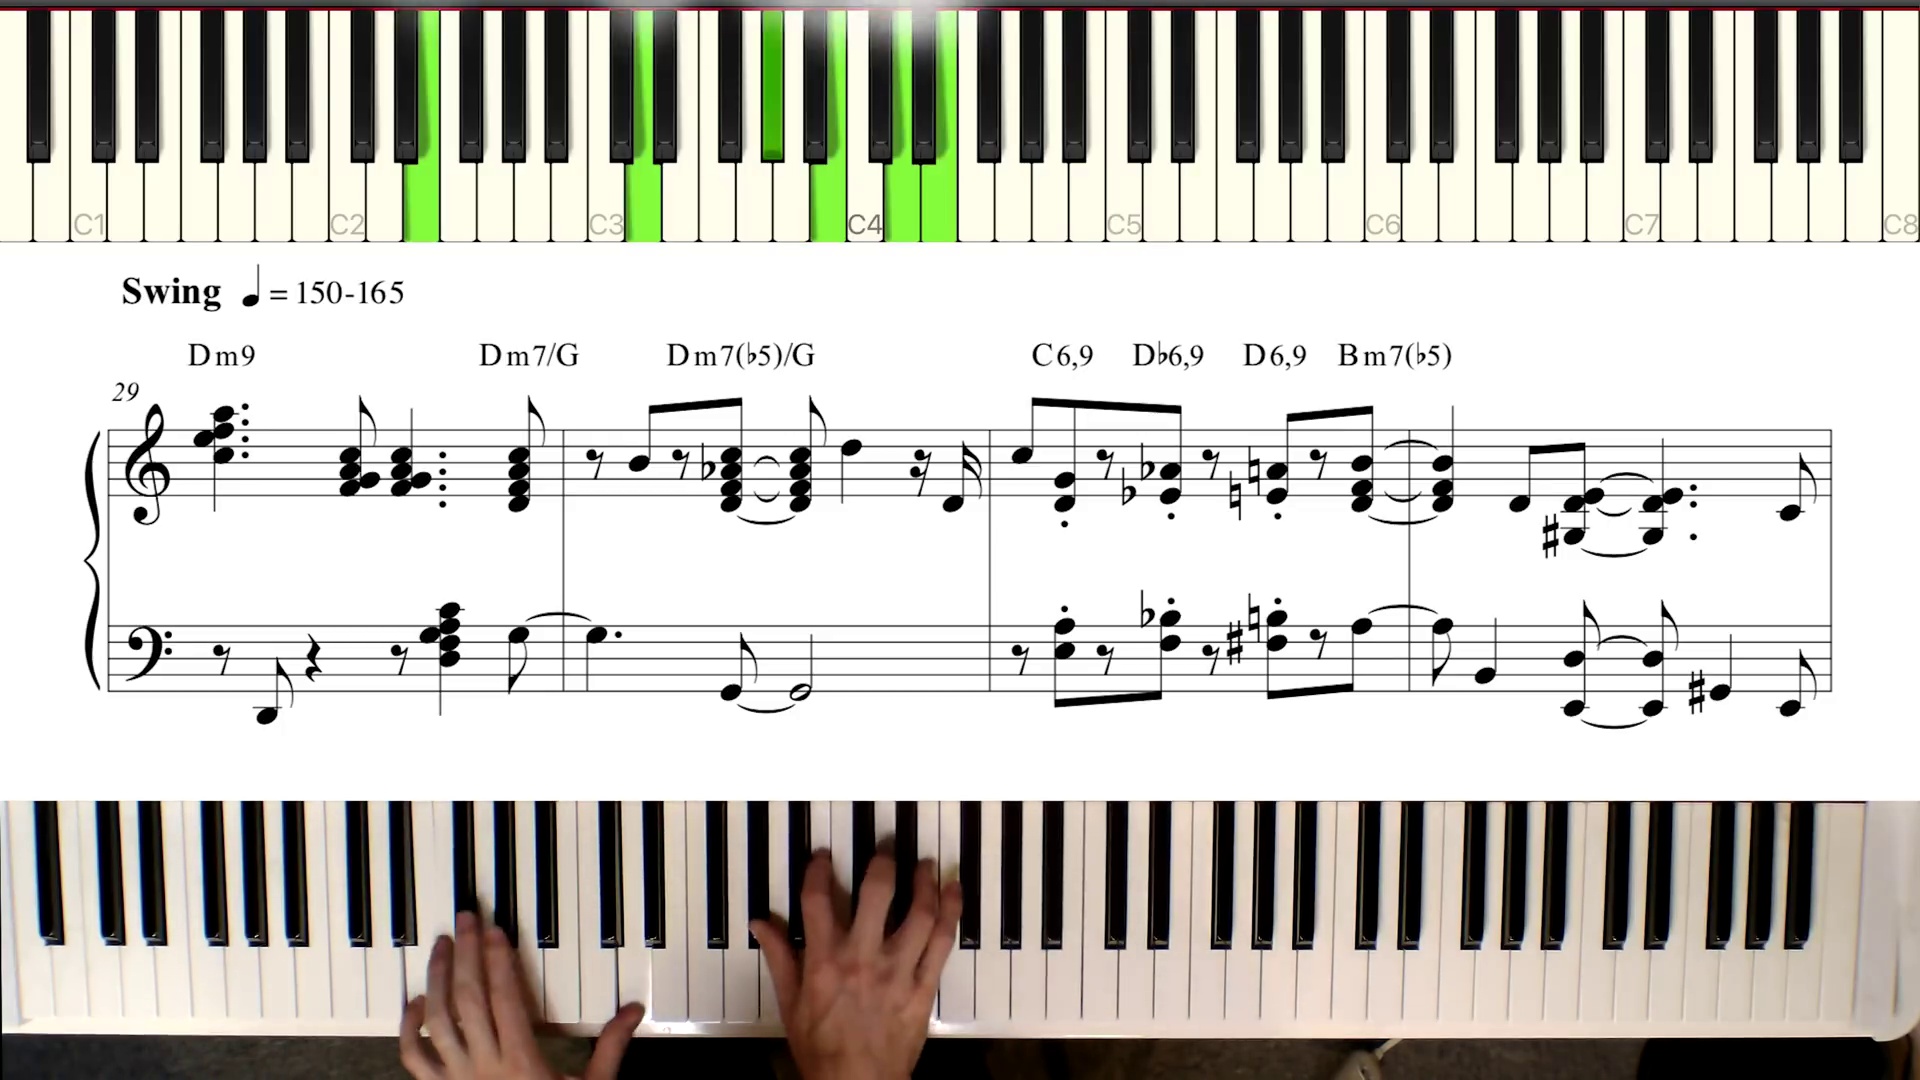 C1 C2 C3 C4 C5 C6 C7 C8
Swing ♩ = 150-165
Dm9 Dm7/G Dm7(♭5)/G C6,9 D♭6,9 D6,9 Bm7(♭5)
29